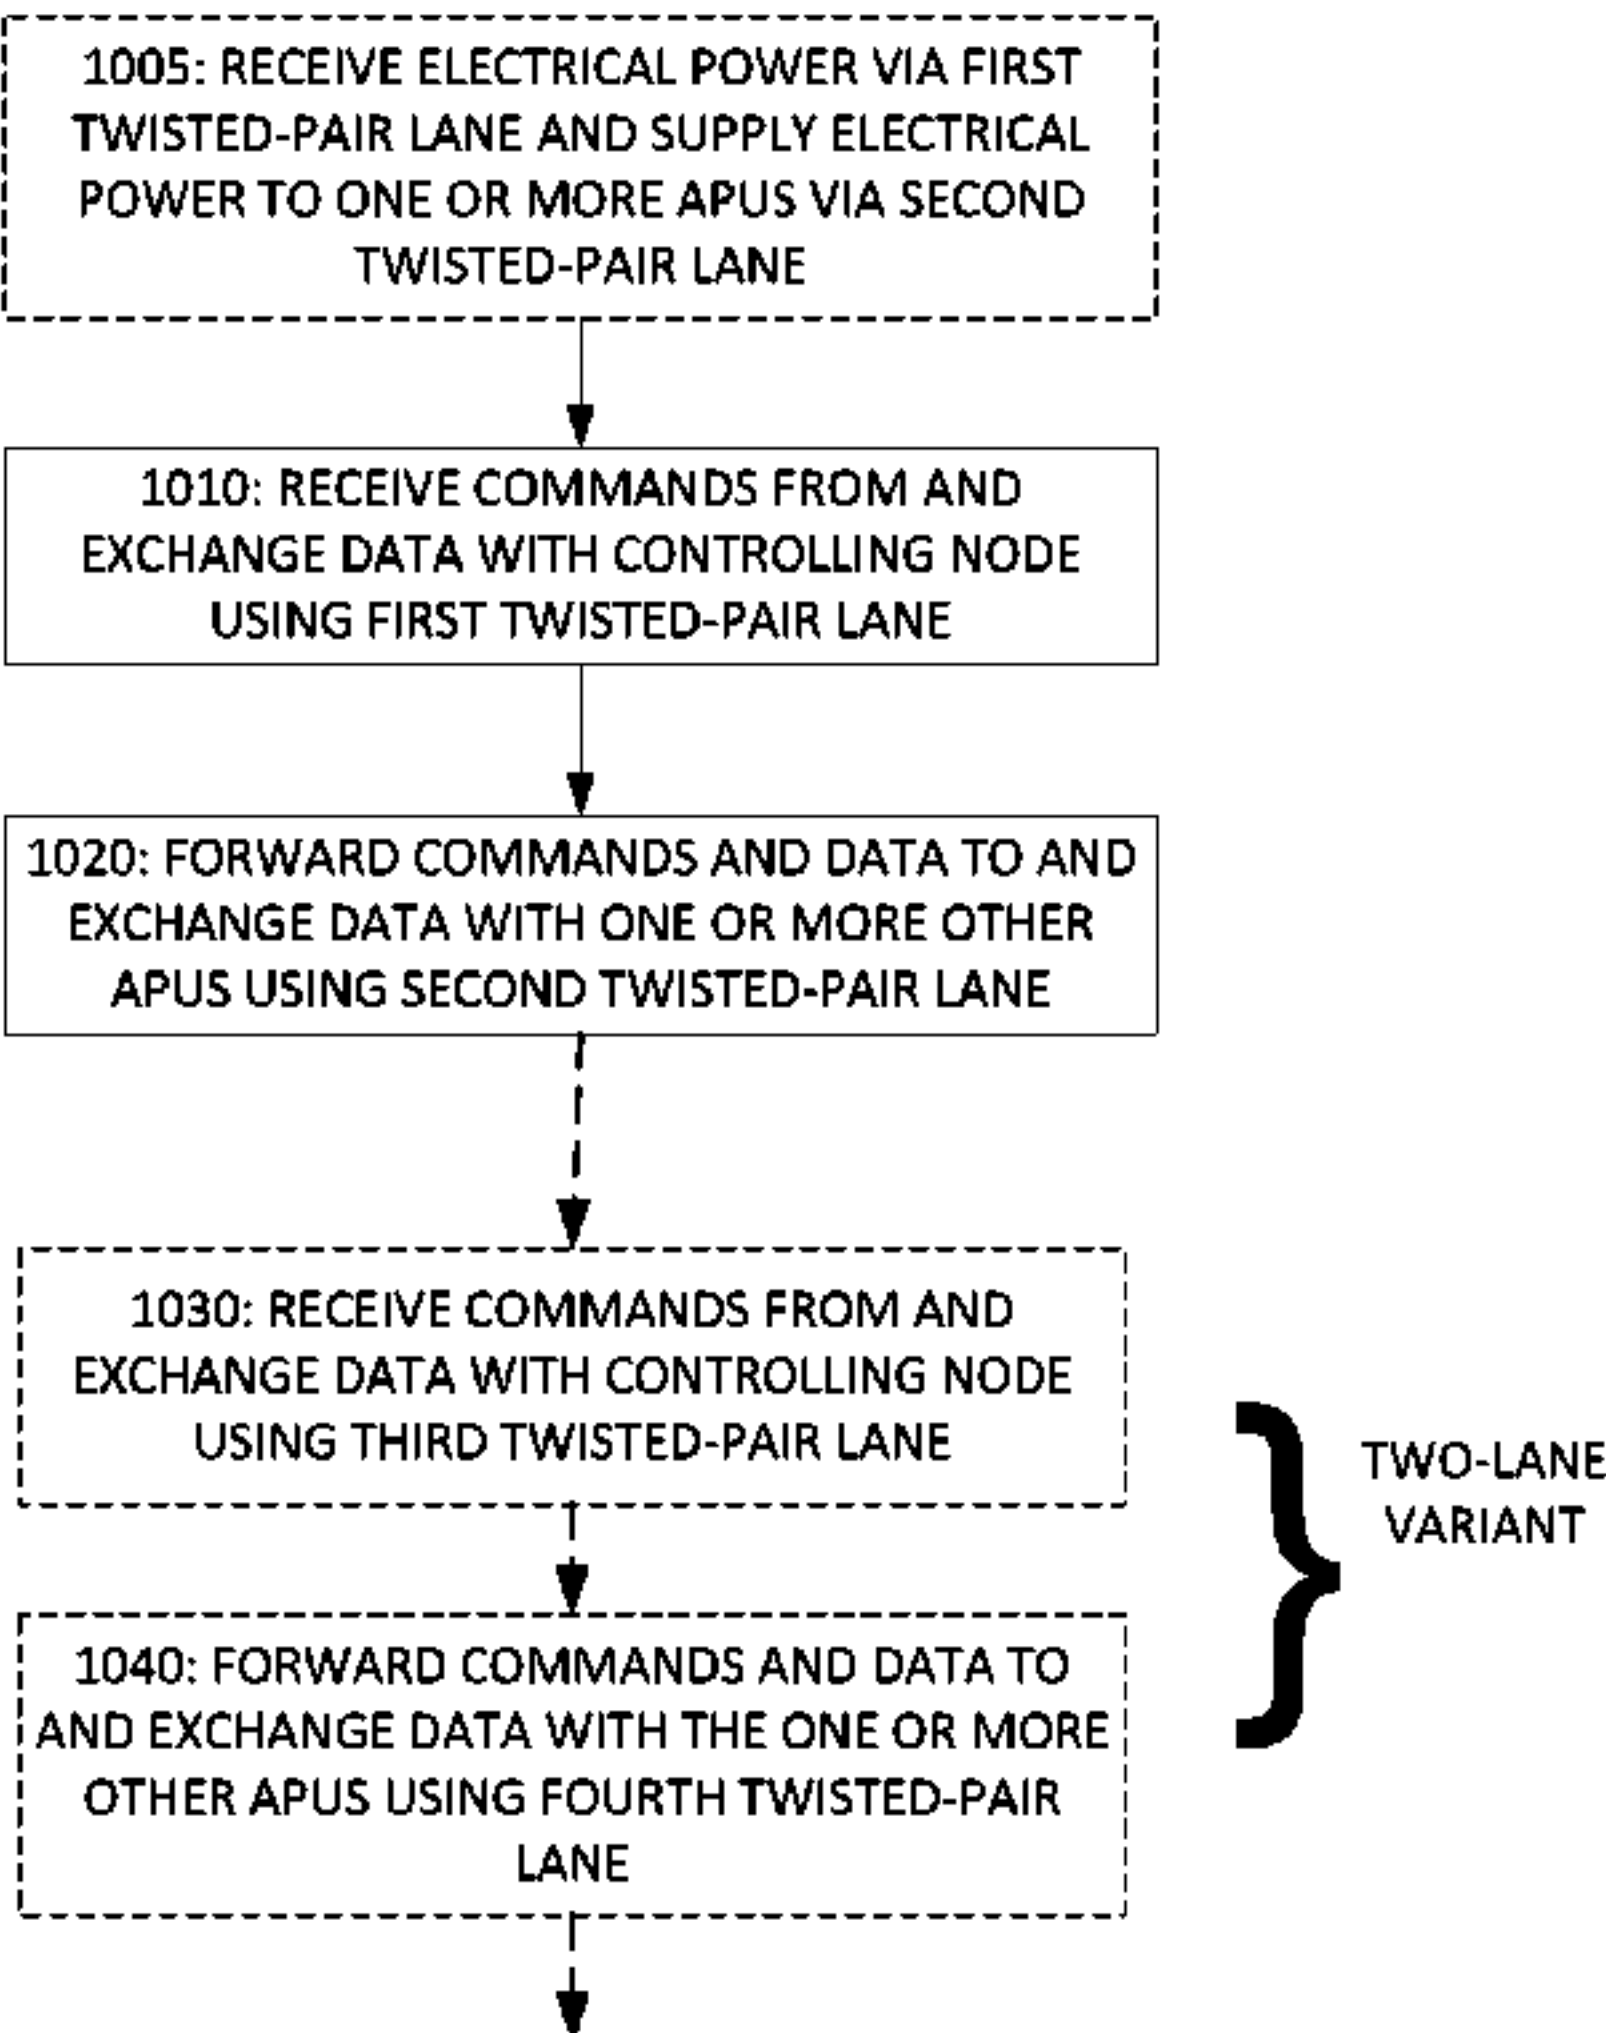 1005: RECEIVE ELECTRICAL POWER VIA FIRST
TWISTED-PAIR LANE AND SUPPLY ELECTRICAL
POWER TO ONE OR MORE APUS VIA SECOND
TWISTED-PAIR LANE
1010: RECEIVE COMMANDS FROM AND
EXCHANGE DATA WITH CONTROLLING NODE
USING FIRST TWISTED-PAIR LANE
1020: FORWARD COMMANDS AND DATA TO AND
EXCHANGE DATA WITH ONE OR MORE OTHER
APUS USING SECOND TWISTED-PAIR LANE
1030: RECEIVE COMMANDS FROM AND
EXCHANGE DATA WITH CONTROLLING NODE
USING THIRD TWISTED-PAIR LANE
TWO-LANE
VARIANT
1040: FORWARD COMMANDS AND DATA TO
AND EXCHANGE DATA WITH THE ONE OR MORE
OTHER APUS USING FOURTH TWISTED-PAIR
LANE